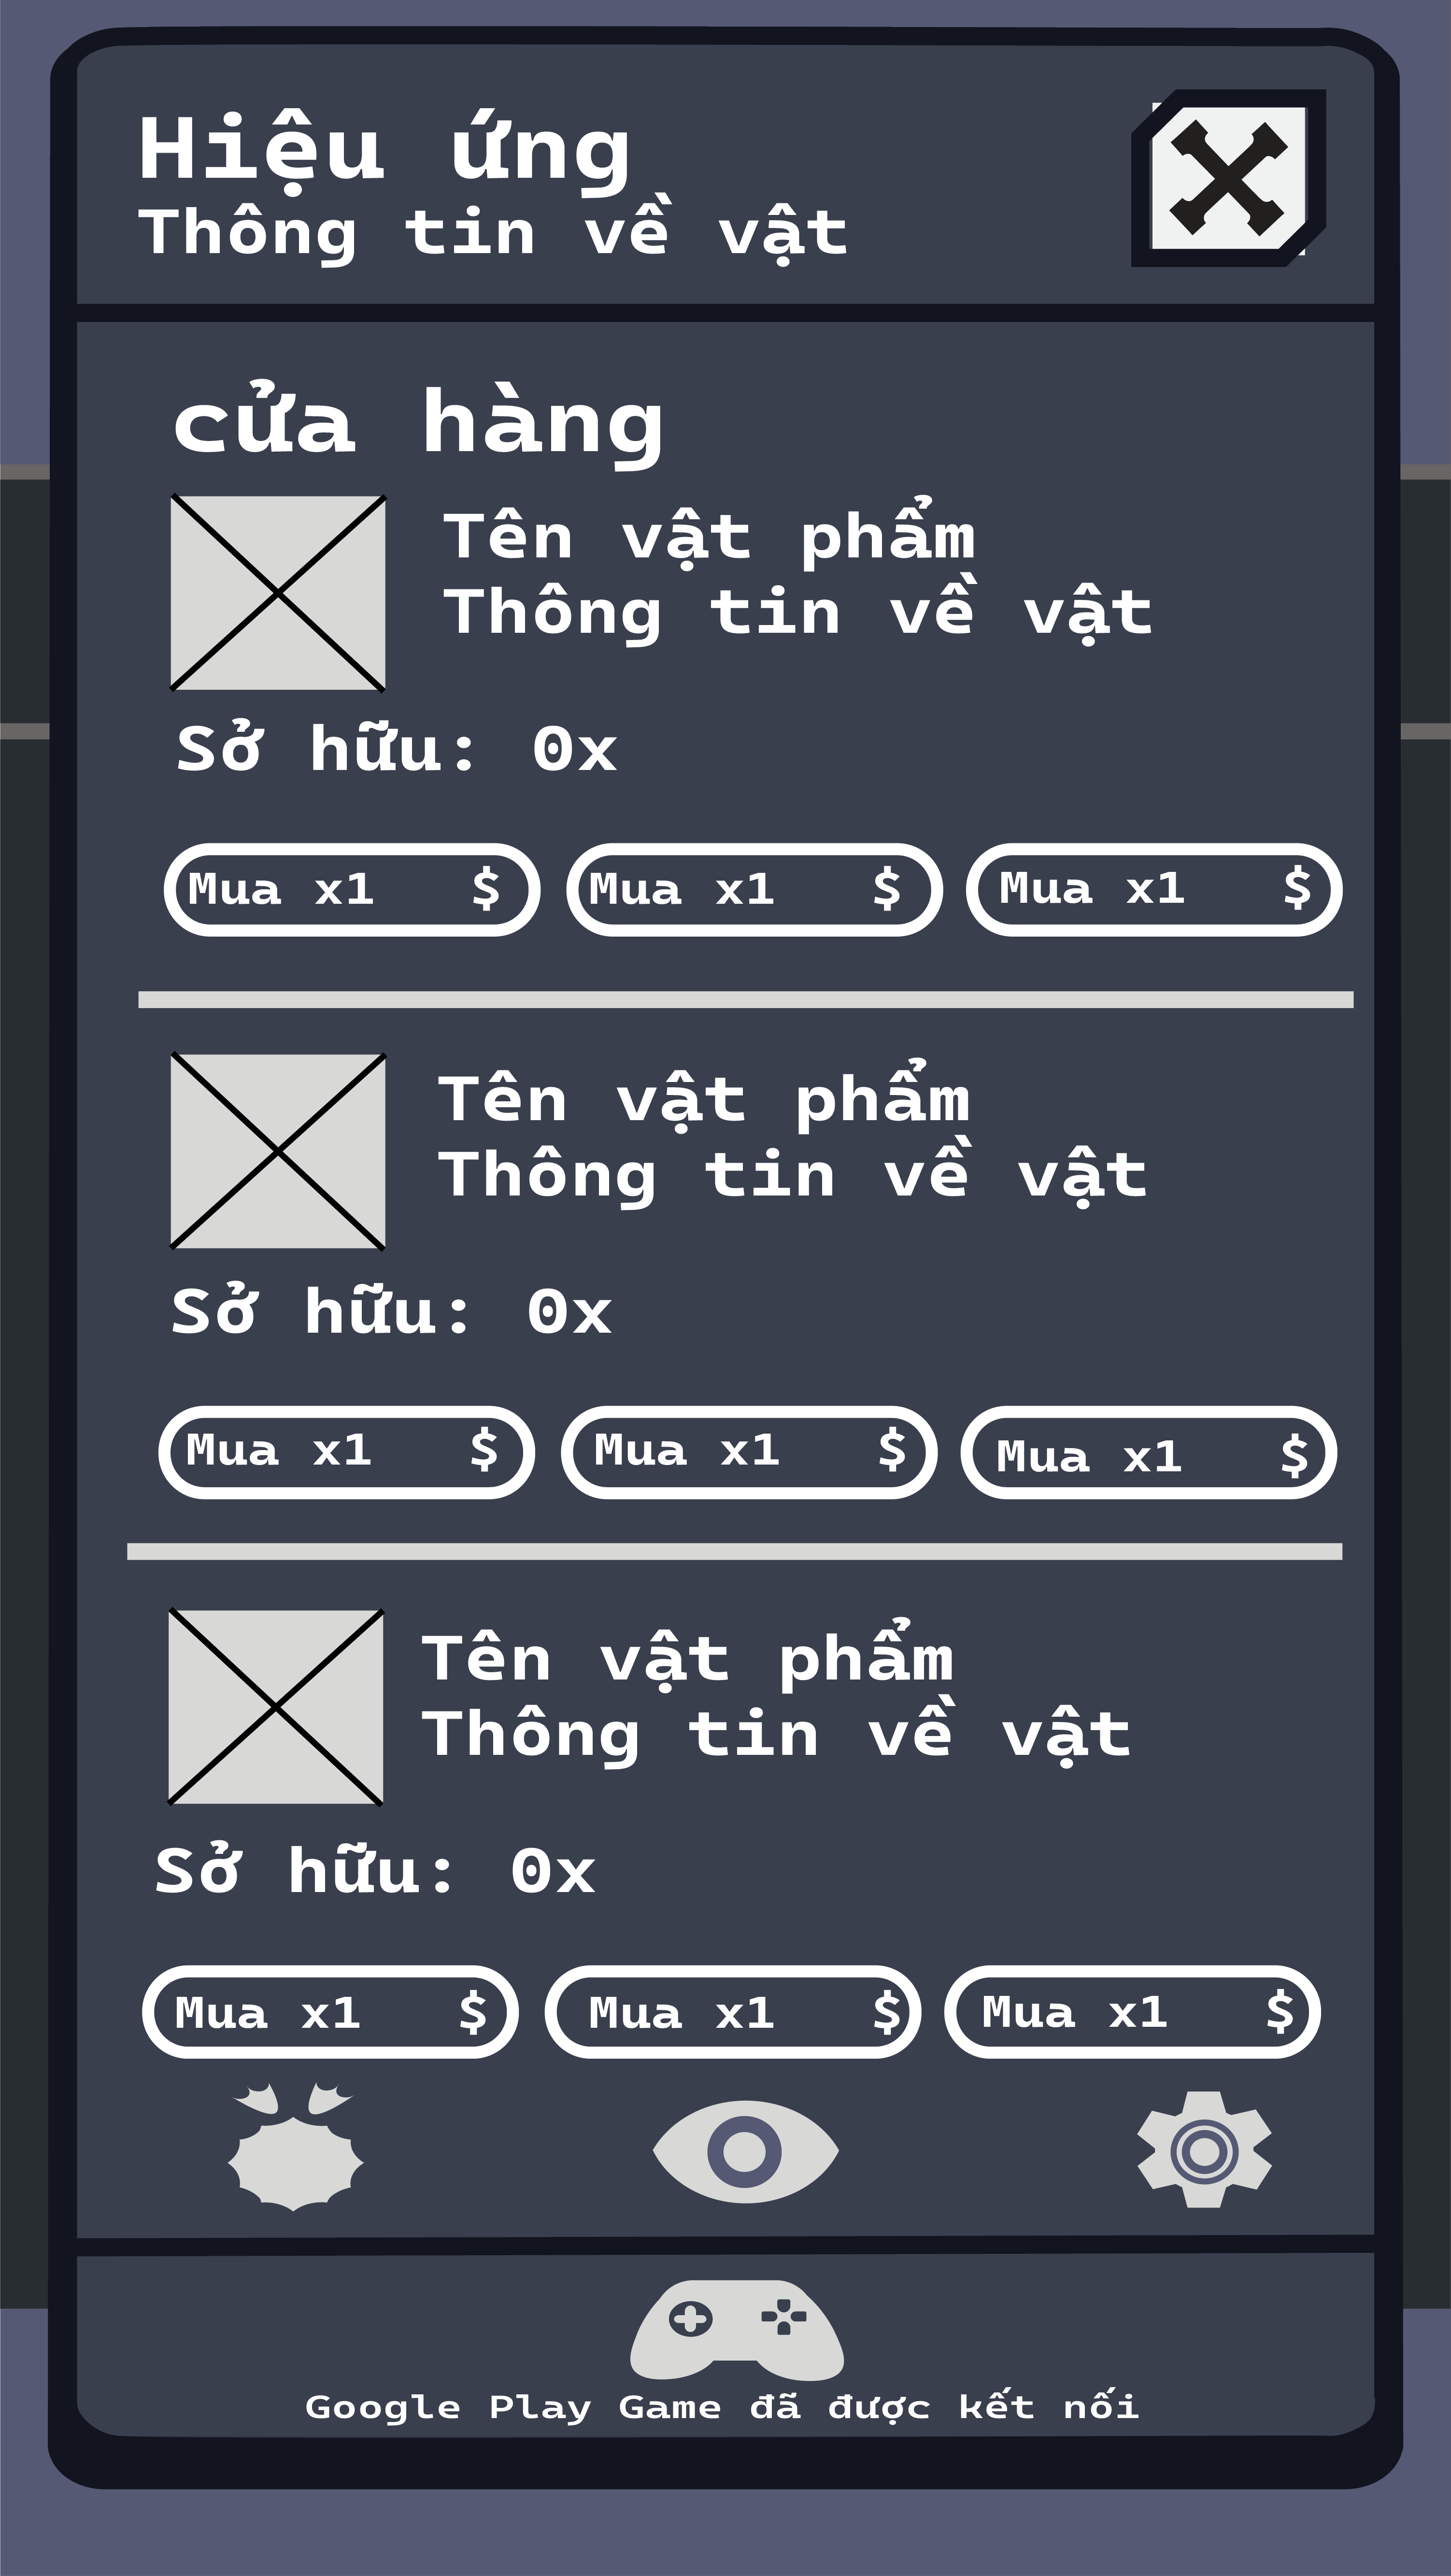 Hiệu ứng
Thông tin về vật
cửa hàng
Tên vật phẩm
Thông tin về vật
Sở hữu: 0x
Mua x1 $ Mua x1 $ Mua x1 $
Tên vật phẩm
Thông tin về vật
Sở hữu: 0x
Mua x1 $ Mua x1 $ Mua x1 $
Tên vật phẩm
Thông tin về vật
Sở hữu: 0x
Mua x1 $ Mua x1 $ Mua x1 $
Google Play Game đã được kết nối